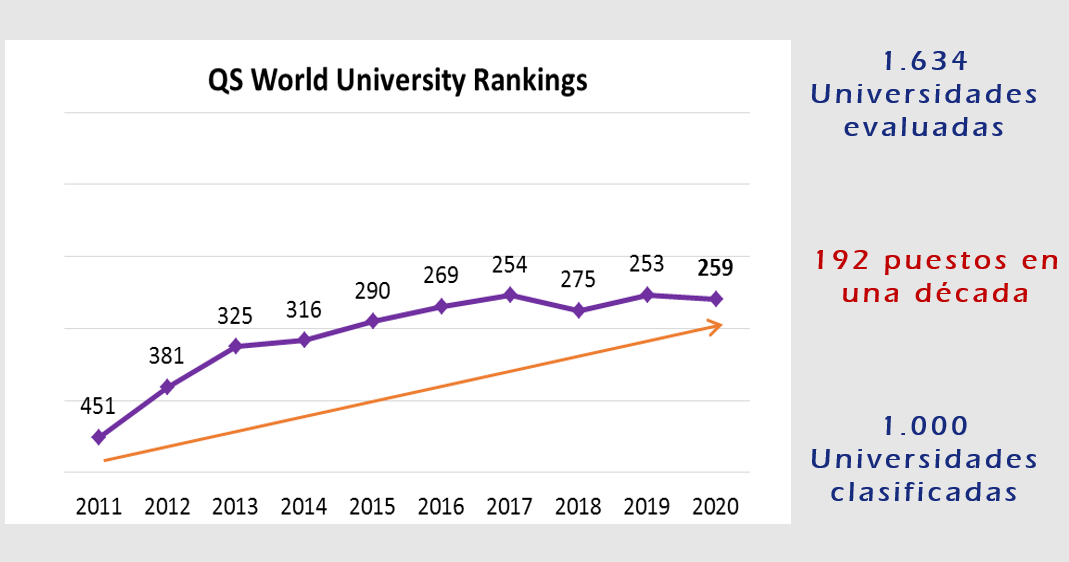 QS World University Rankings
451
381
325
316
290
269
254
275
253
259
2011 2012 2013 2014 2015 2016 2017 2018 2019 2020
1.634
Universidades
evaluadas
192 puestos en
una década
1.000
Universidades
clasificadas